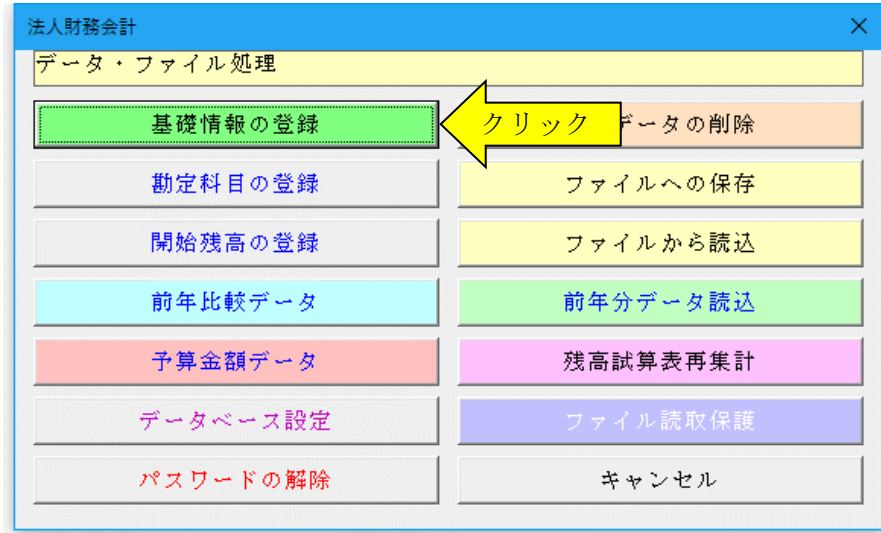 法人財務会計
データ・ファイル処理
基礎情報の登録
クリック
データの削除
勘定科目の登録
ファイルへの保存
開始残高の登録
ファイルから読込
前年比較データ
前年分データ読込
予算金額データ
残高試算表再集計
データベース設定
ファイル読取保護
パスワードの解除
キャンセル